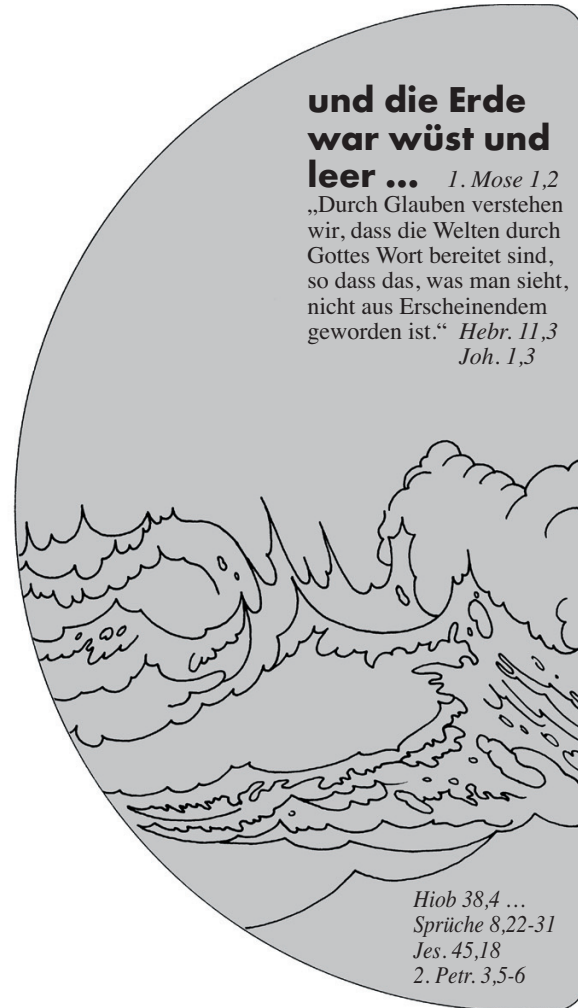 und die Erde
war wüst und
leer ... 1. Mose 1,2
„Durch Glauben verstehen
wir, dass die Welten durch
Gottes Wort bereitet sind,
so dass das, was man sieht,
nicht aus Erscheinendem
geworden ist.“ Hebr. 11,3
Joh. 1,3
Hiob 38,4 ...
Sprüche 8,22-31
Jes. 45,18
2. Petr. 3,5-6